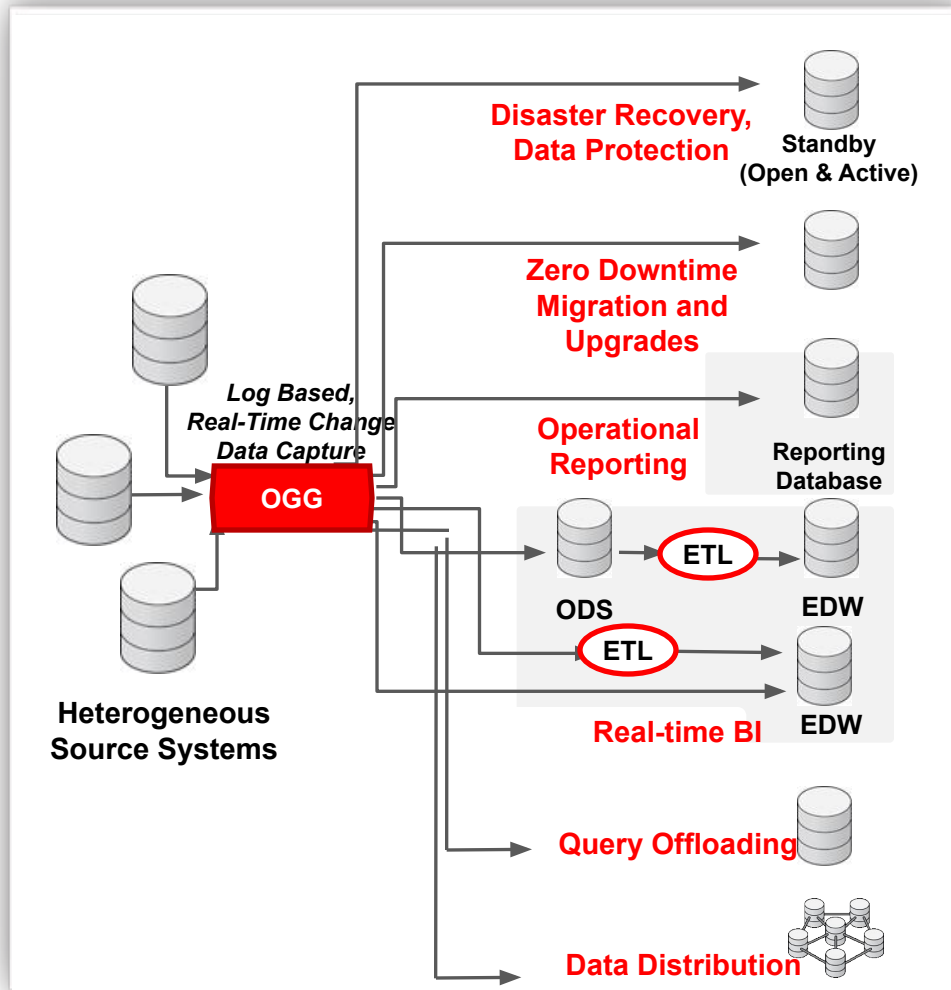 Disaster Recovery,
Data Protection
Standby
(Open & Active)
Zero Downtime
Migration and
Upgrades
Log Based,
Real-Time Change
Data Capture
OGG
Operational
Reporting
Reporting
Database
ETL
ODS
EDW
ETL
Heterogeneous
Source Systems
EDW
Real-time BI
Query Offloading
Data Distribution